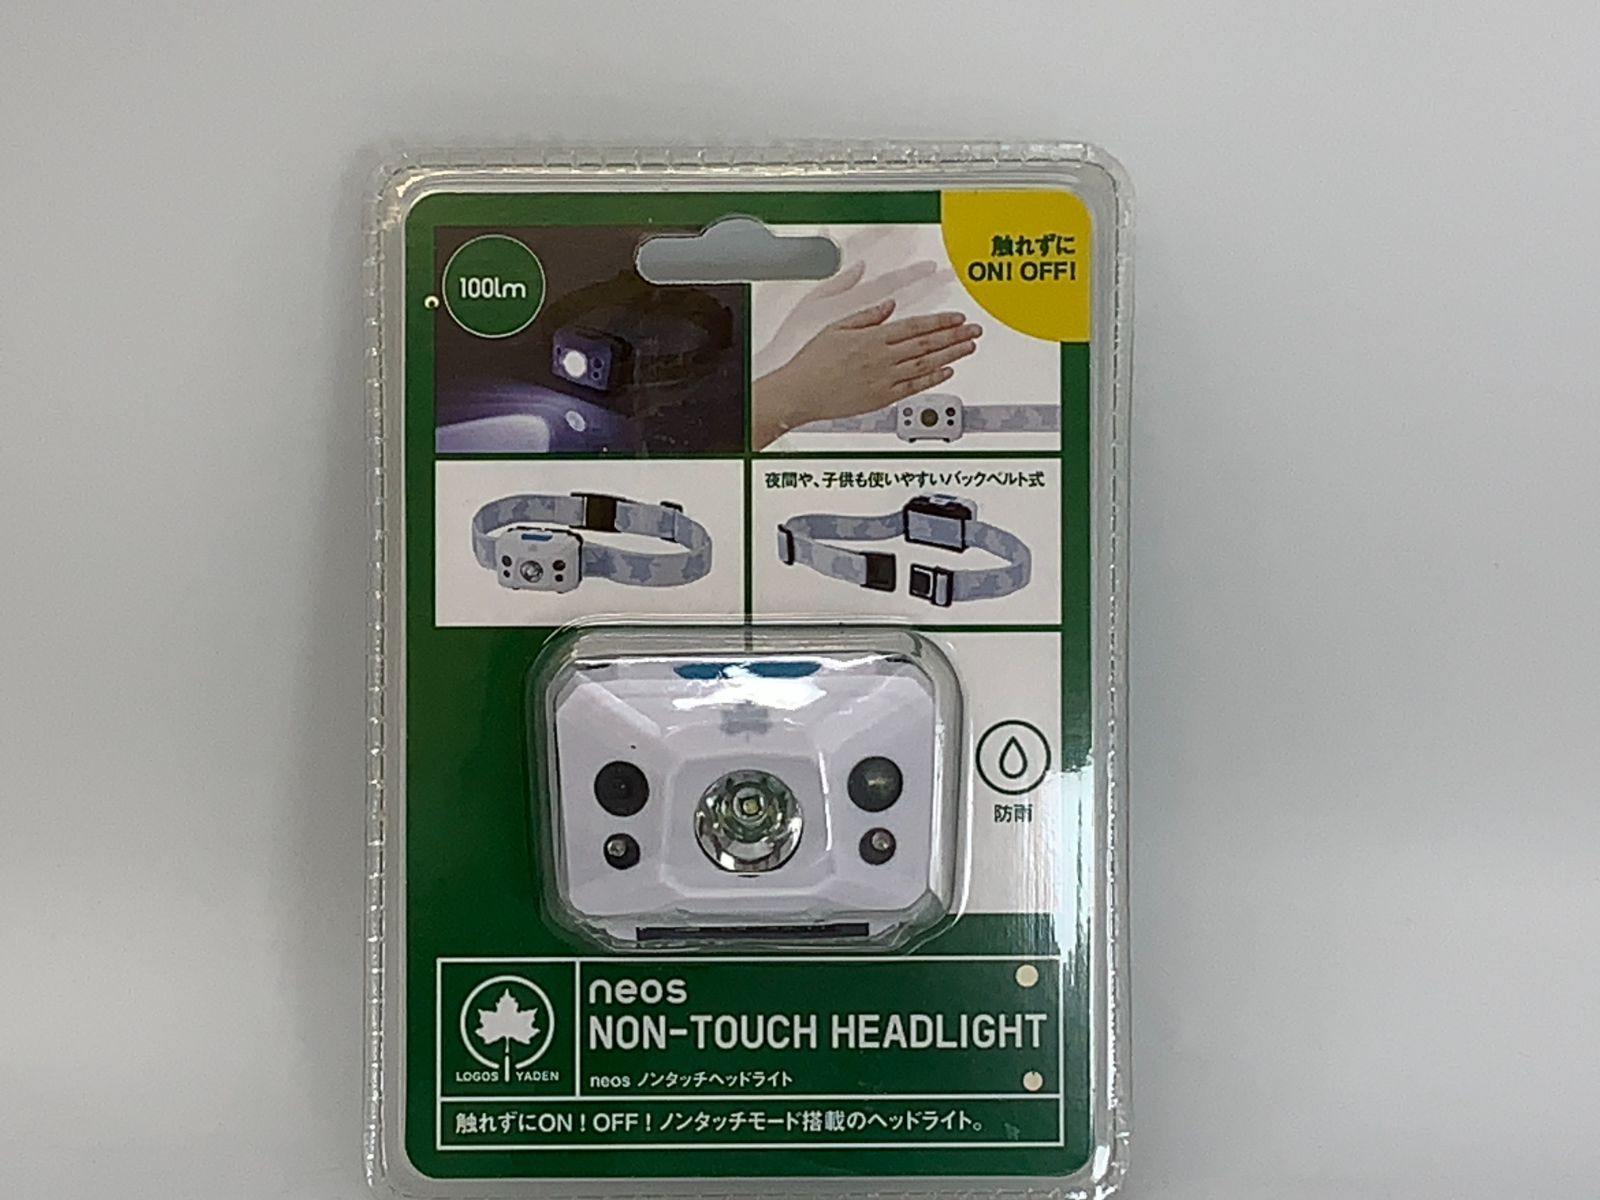 100lm
触れずに
ON! OFF!
夜間や、子供も使いやすいバックベルト式
防雨
neos
NON-TOUCH HEADLIGHT
LOGOS YADEN
neos ノンタッチヘッドライト
触れずにON！OFF！ノンタッチモード搭載のヘッドライト。